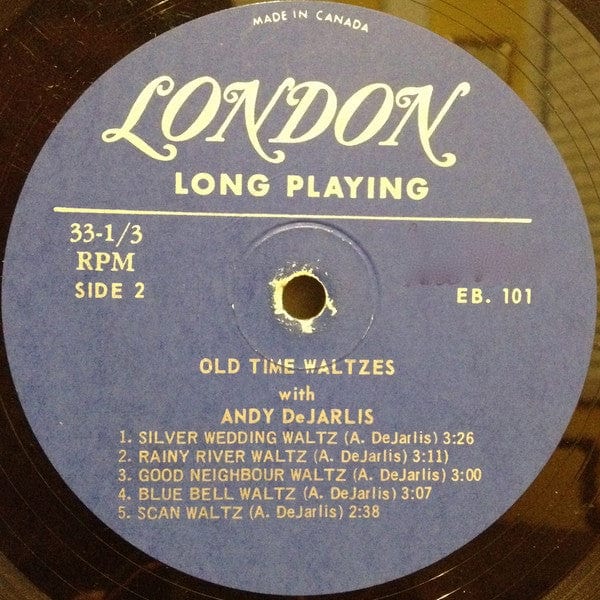 MADE IN CANADA
LONDON
LONG PLAYING
33-1/3
RPM
SIDE 2
EB. 101
OLD TIME WALTZES
with
ANDY DeJARLIS
1. SILVER WEDDING WALTZ (A. DeJarlis) 3:26
2. RAINY RIVER WALTZ (A. DeJarlis) 3:11)
3. GOOD NEIGHBOUR WALTZ (A. DeJarlis) 3:00
4. BLUE BELL WALTZ (A. DeJarlis) 3:07
5. SCAN WALTZ (A. DeJarlis) 2:38